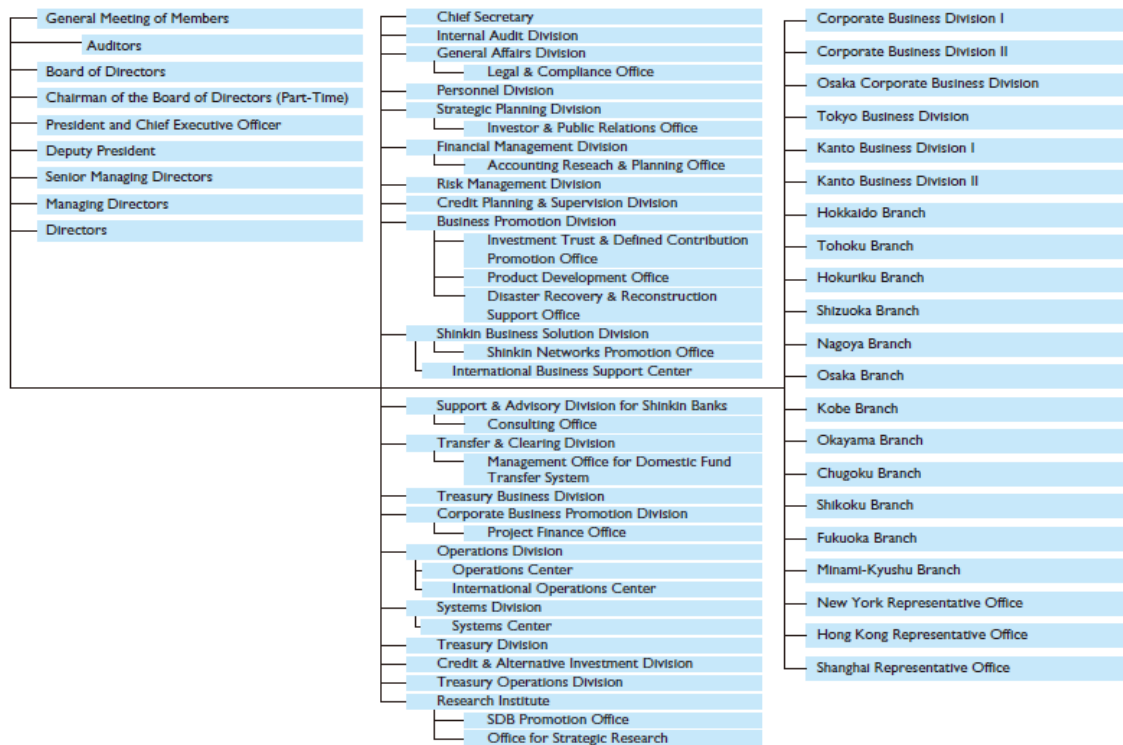 General Meeting of Members
Auditors
Board of Directors
Chairman of the Board of Directors (Part-Time)
President and Chief Executive Officer
Deputy President
Senior Managing Directors
Managing Directors
Directors
Chief Secretary
Internal Audit Division
General Affairs Division
Legal & Compliance Office
Personnel Division
Strategic Planning Division
Investor & Public Relations Office
Financial Management Division
Accounting Reseach & Planning Office
Risk Management Division
Credit Planning & Supervision Division
Business Promotion Division
Investment Trust & Defined Contribution
Promotion Office
Product Development Office
Disaster Recovery & Reconstruction
Support Office
Shinkin Business Solution Division
Shinkin Networks Promotion Office
International Business Support Center
Support & Advisory Division for Shinkin Banks
Consulting Office
Transfer & Clearing Division
Management Office for Domestic Fund
Transfer System
Treasury Business Division
Corporate Business Promotion Division
Project Finance Office
Operations Division
Operations Center
International Operations Center
Systems Division
Systems Center
Treasury Division
Credit & Alternative Investment Division
Treasury Operations Division
Research Institute
SDB Promotion Office
Office for Strategic Research
Corporate Business Division I
Corporate Business Division II
Osaka Corporate Business Division
Tokyo Business Division
Kanto Business Division I
Kanto Business Division II
Hokkaido Branch
Tohoku Branch
Hokuriku Branch
Shizuoka Branch
Nagoya Branch
Osaka Branch
Kobe Branch
Okayama Branch
Chugoku Branch
Shikoku Branch
Fukuoka Branch
Minami-Kyushu Branch
New York Representative Office
Hong Kong Representative Office
Shanghai Representative Office